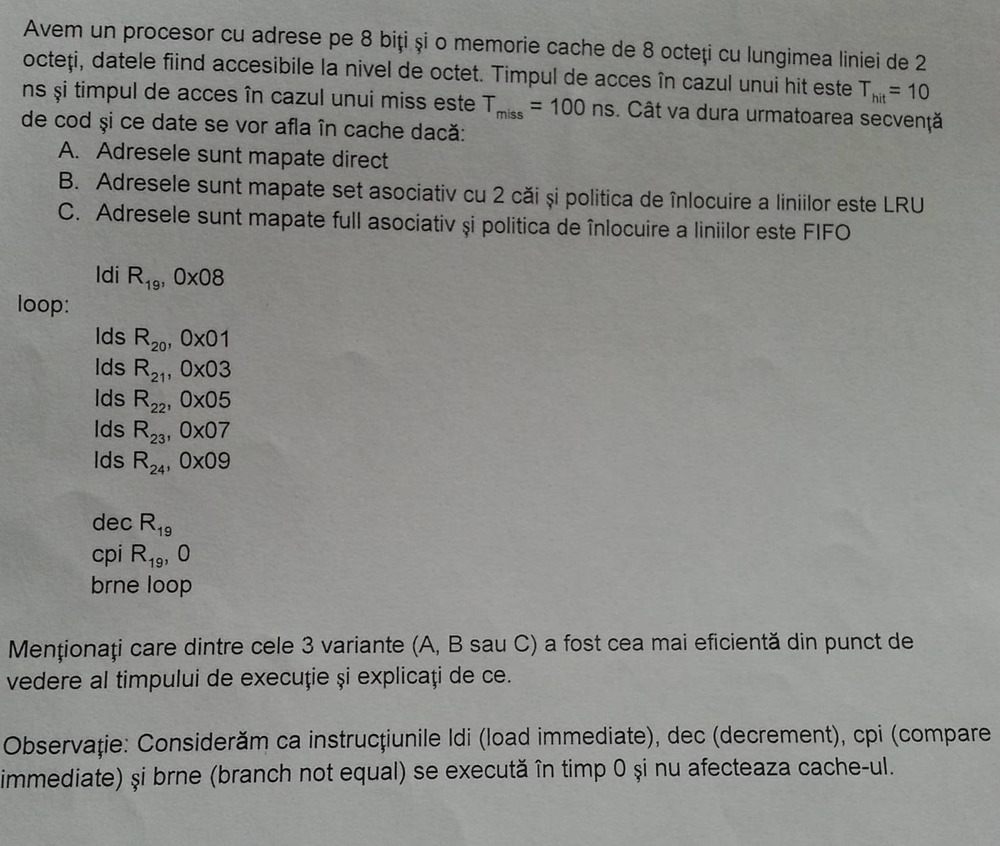 Avem un procesor cu adrese pe 8 biţi şi o memorie cache de 8 octeţi cu lungimea liniei de 2
octeţi, datele fiind accesibile la nivel de octet. Timpul de acces în cazul unui hit este T_hit = 10
ns şi timpul de acces în cazul unui miss este T_miss = 100 ns. Cât va dura urmatoarea secvenţă
de cod şi ce date se vor afla în cache dacă:
A. Adresele sunt mapate direct
B. Adresele sunt mapate set asociativ cu 2 căi şi politica de înlocuire a liniilor este LRU
C. Adresele sunt mapate full asociativ şi politica de înlocuire a liniilor este FIFO
ldi R19, 0x08
loop:
lds R20, 0x01
lds R21, 0x03
lds R22, 0x05
lds R23, 0x07
lds R24, 0x09
dec R19
cpi R19, 0
brne loop
Menţionaţi care dintre cele 3 variante (A, B sau C) a fost cea mai eficientă din punct de
vedere al timpului de execuţie şi explicaţi de ce.
Observaţie: Considerăm ca instrucţiunile ldi (load immediate), dec (decrement), cpi (compare
immediate) şi brne (branch not equal) se execută în timp 0 şi nu afecteaza cache-ul.